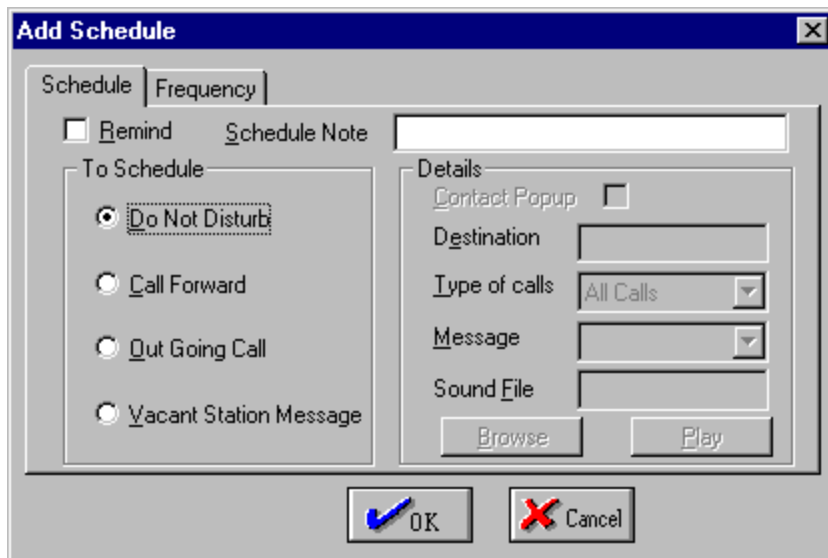 Add Schedule
Schedule Frequency
Remind Schedule Note
To Schedule
Do Not Disturb
Call Forward
Out Going Call
Vacant Station Message
Details
Contact Popup
Destination
Type of calls All Calls
Message
Sound File
Browse Play
OK Cancel